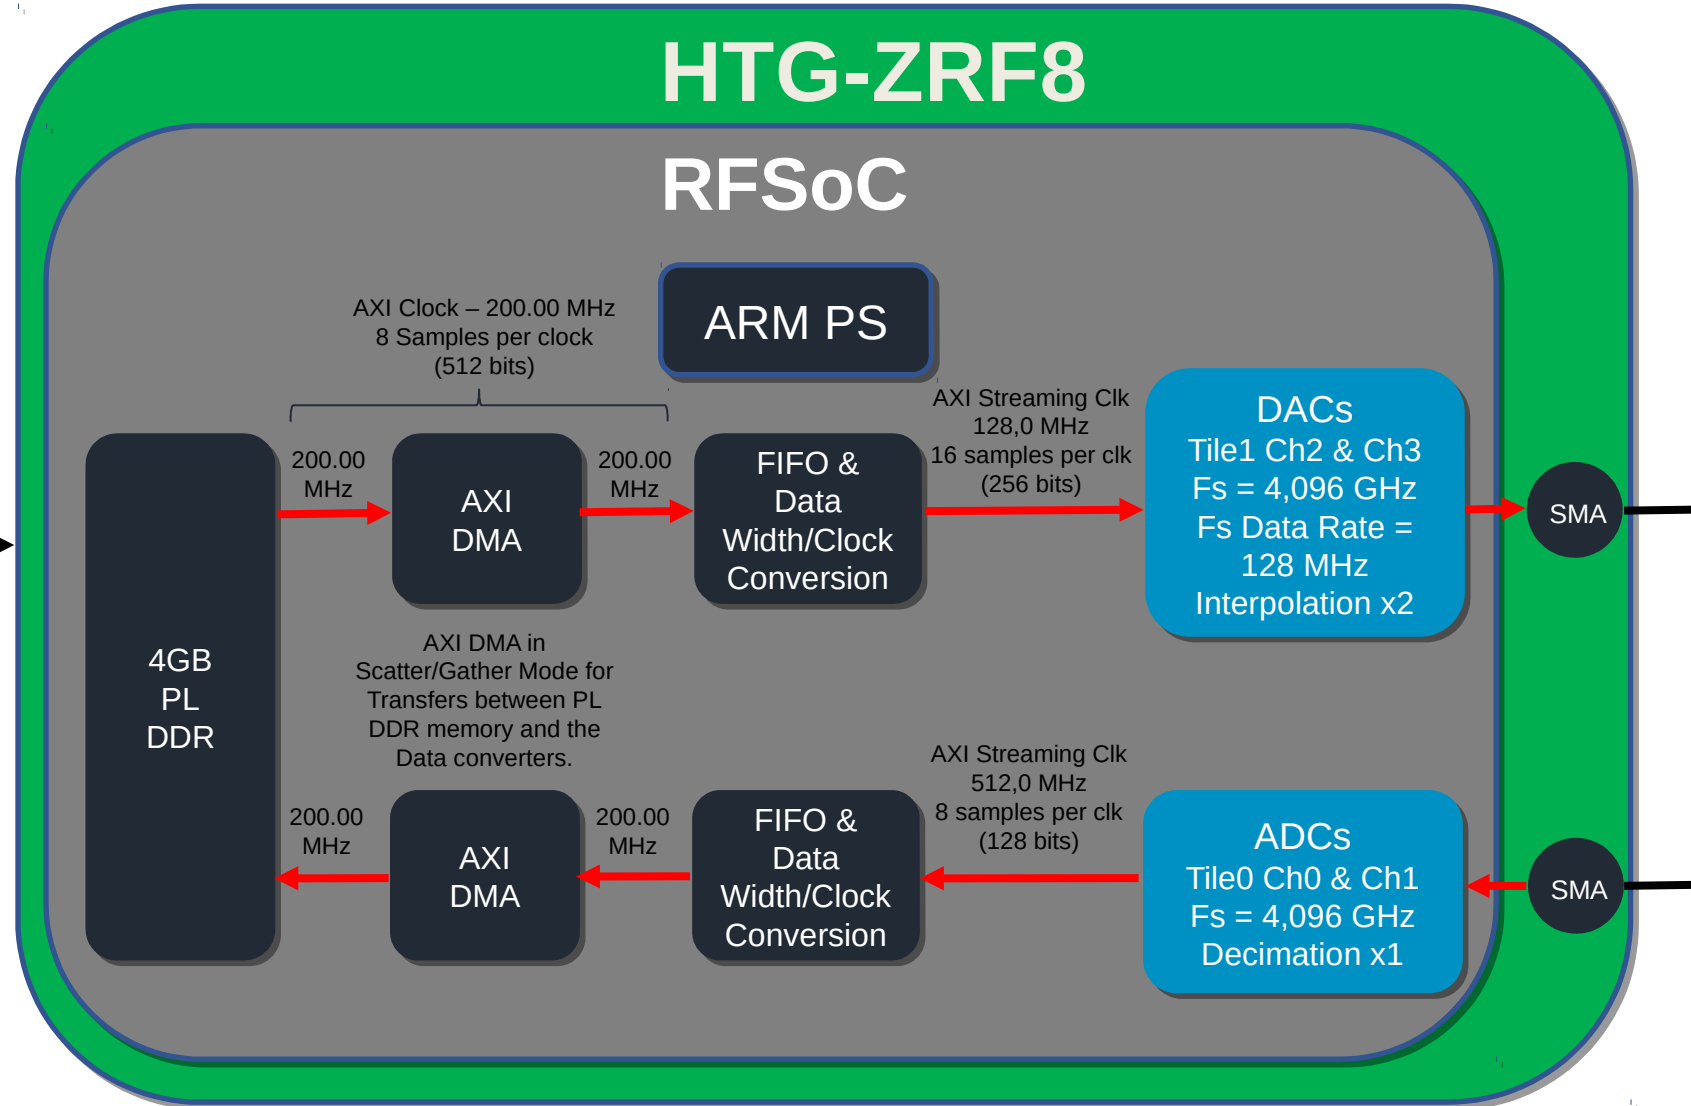 HTG-ZRF8
RFSoC
ARM PS
AXI Clock – 200.00 MHz
8 Samples per clock
(512 bits)
AXI Streaming Clk
128,0 MHz
16 samples per clk
(256 bits)
DACs
Tile1 Ch2 & Ch3
Fs = 4,096 GHz
Fs Data Rate =
128 MHz
Interpolation x2
200.00
MHz
AXI
DMA
200.00
MHz
FIFO &
Data
Width/Clock
Conversion
SMA
4GB
PL
DDR
AXI DMA in
Scatter/Gather Mode for
Transfers between PL
DDR memory and the
Data converters.
AXI Streaming Clk
512,0 MHz
8 samples per clk
(128 bits)
200.00
MHz
AXI
DMA
200.00
MHz
FIFO &
Data
Width/Clock
Conversion
ADCs
Tile0 Ch0 & Ch1
Fs = 4,096 GHz
Decimation x1
SMA